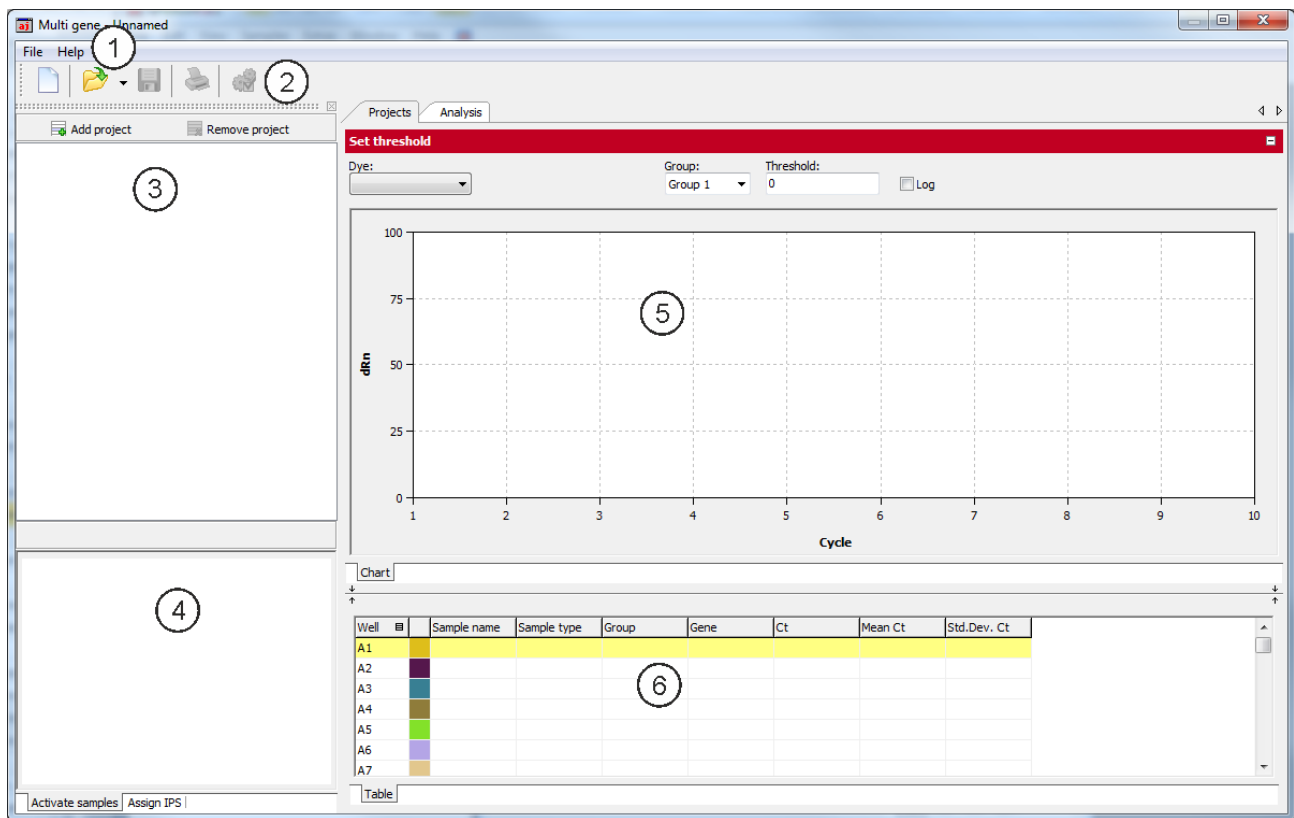 aj Multi gene - Unnamed
File Help
1
2
Add project Remove project
3
4
Activate samples Assign IPS
Projects Analysis
Set threshold
Dye: Group: Threshold:
Group 1 0 Log
100
75
50
25
0
dRn
5
1 2 3 4 5 6 7 8 9 10
Cycle
Chart
Well Sample name Sample type Group Gene Ct Mean Ct Std.Dev. Ct
A1
A2
A3
A4
A5
A6
A7
6
Table